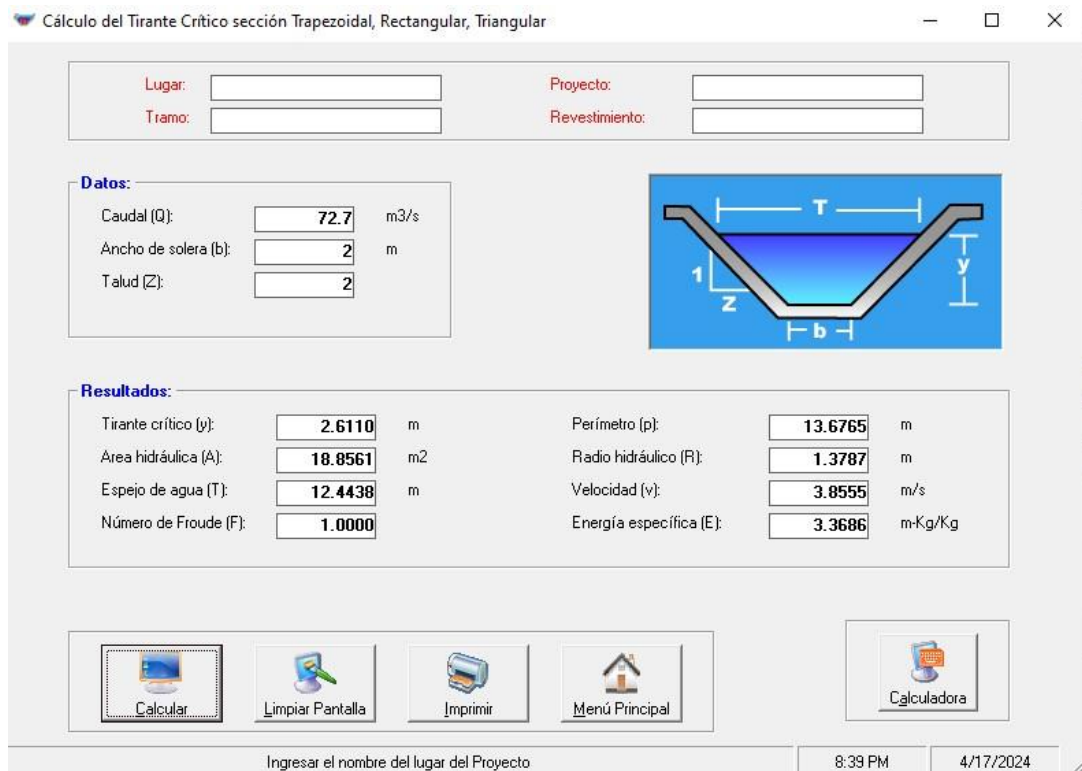 Cálculo del Tirante Crítico sección Trapezoidal, Rectangular, Triangular
Lugar:
Proyecto:
Tramo:
Revestimiento:
Datos:
Caudal (Q): 72.7 m3/s
Ancho de solera (b): 2 m
Talud (Z): 2
T
1
Z
b
y
Resultados:
Tirante crítico (y): 2.6110 m Perímetro (p): 13.6765 m
Area hidráulica (A): 18.8561 m2 Radio hidráulico (R): 1.3787 m
Espejo de agua (T): 12.4438 m Velocidad (v): 3.8555 m/s
Número de Froude (F): 1.0000 Energía específica (E): 3.3686 m-Kg/Kg
Calcular Limpiar Pantalla Imprimir Menú Principal Calculadora
Ingresar el nombre del lugar del Proyecto 8:39 PM 4/17/2024